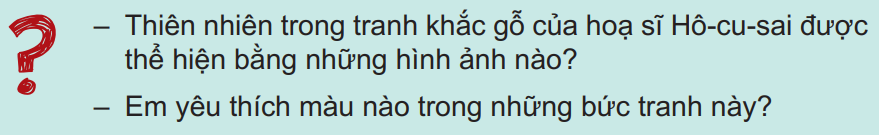 ?
– Thiên nhiên trong tranh khắc gỗ của hoạ sĩ Hô-cu-sai được
thể hiện bằng những hình ảnh nào?
– Em yêu thích màu nào trong những bức tranh này?